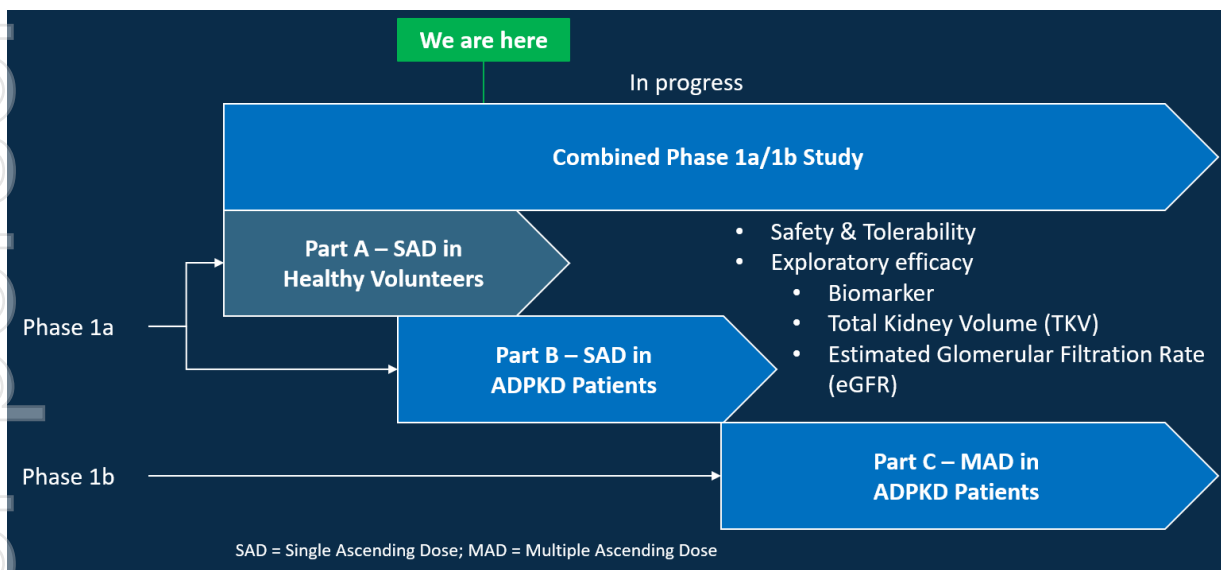 We are here
In progress
Combined Phase 1a/1b Study
Part A – SAD in
Healthy Volunteers
• Safety & Tolerability
• Exploratory efficacy
• Biomarker
• Total Kidney Volume (TKV)
• Estimated Glomerular Filtration Rate
(eGFR)
Phase 1a
Part B – SAD in
ADPKD Patients
Phase 1b
Part C – MAD in
ADPKD Patients
SAD = Single Ascending Dose; MAD = Multiple Ascending Dose